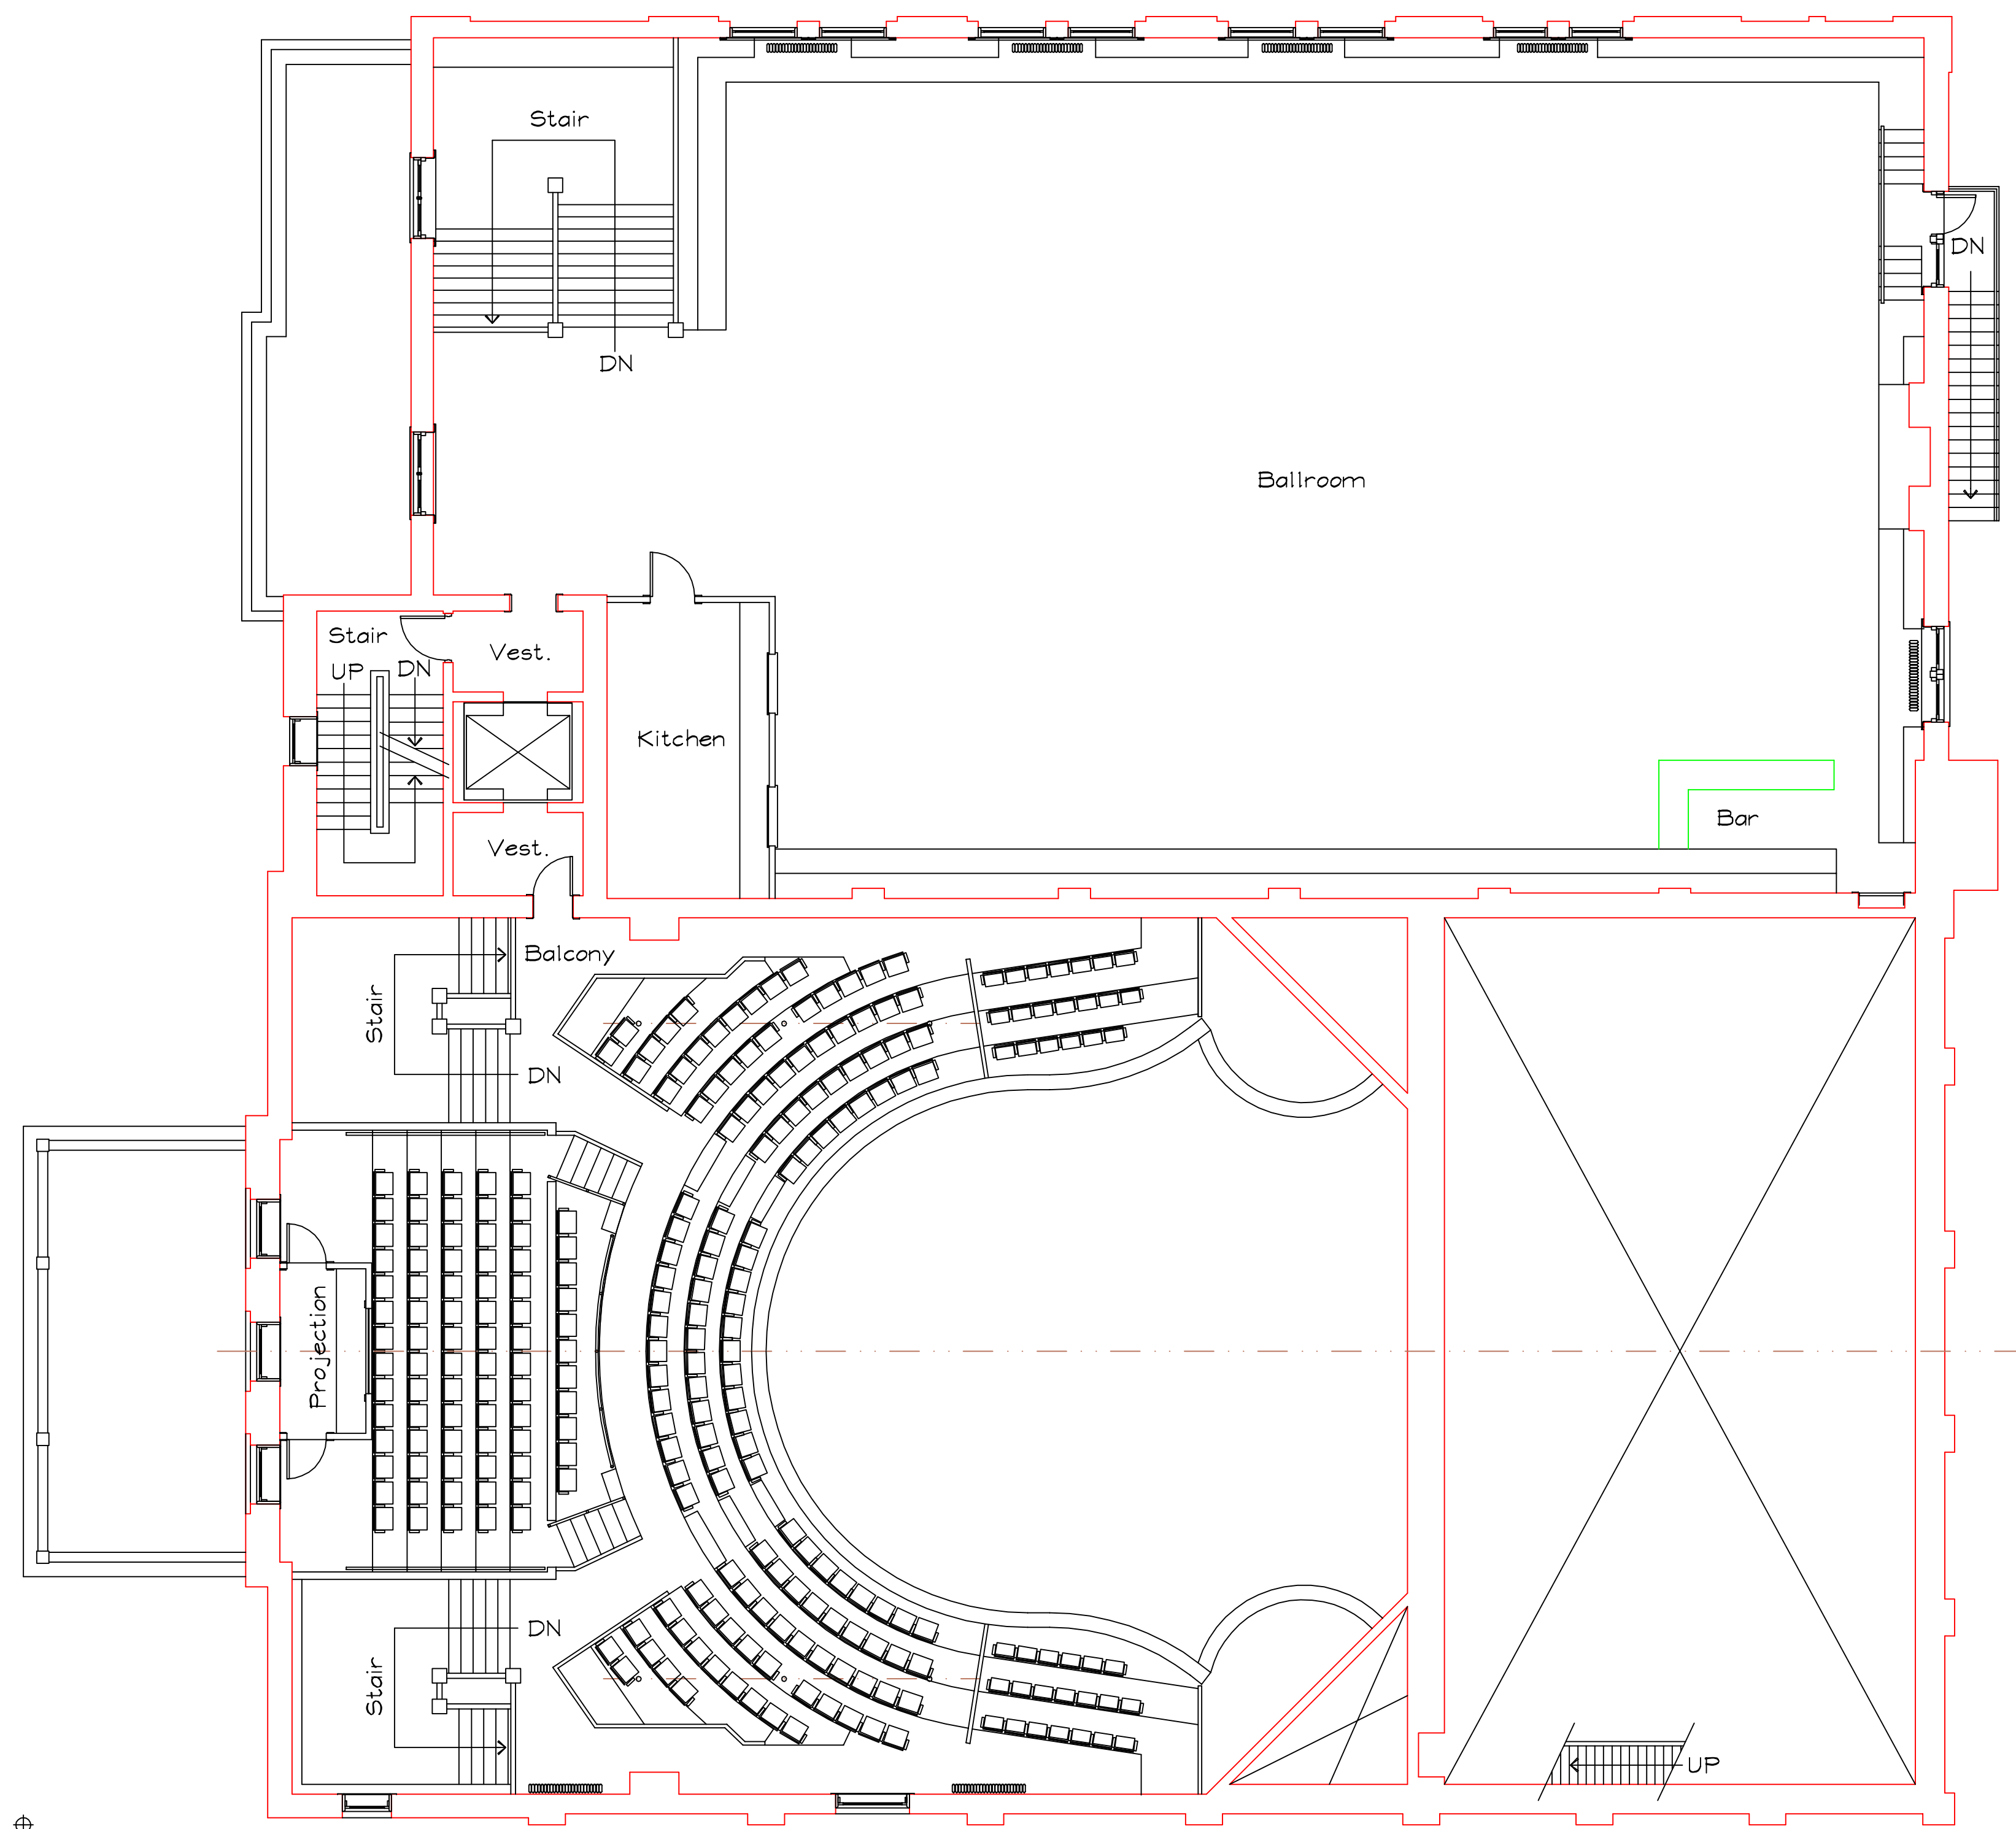 Stair
DN
DN
Ballroom
Stair
UP
DN
Vest.
Kitchen
Bar
Vest.
Balcony
Stair
DN
Projection
DN
Stair
UP